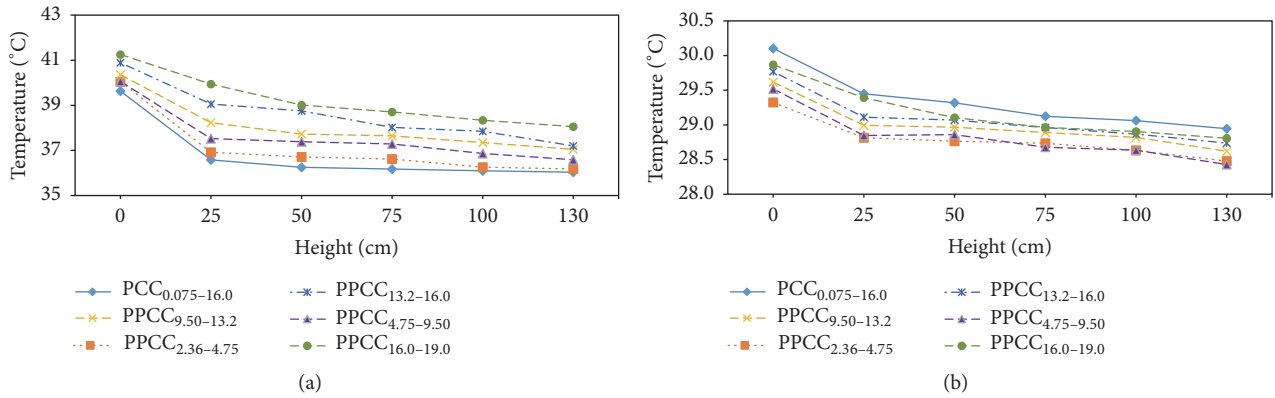 Temperature (˚C)
43
41
39
37
35
0 25 50 75 100 130
Height (cm)
PCC0.075–16.0
PPCC13.2–16.0
PPCC9.50–13.2
PPCC4.75–9.50
PPCC2.36–4.75
PPCC16.0–19.0
(a)
Temperature (˚C)
30.5
30.0
29.5
29.0
28.5
28.0
0 25 50 75 100 130
Height (cm)
PCC0.075–16.0
PPCC13.2–16.0
PPCC9.50–13.2
PPCC4.75–9.50
PPCC2.36–4.75
PPCC16.0–19.0
(b)